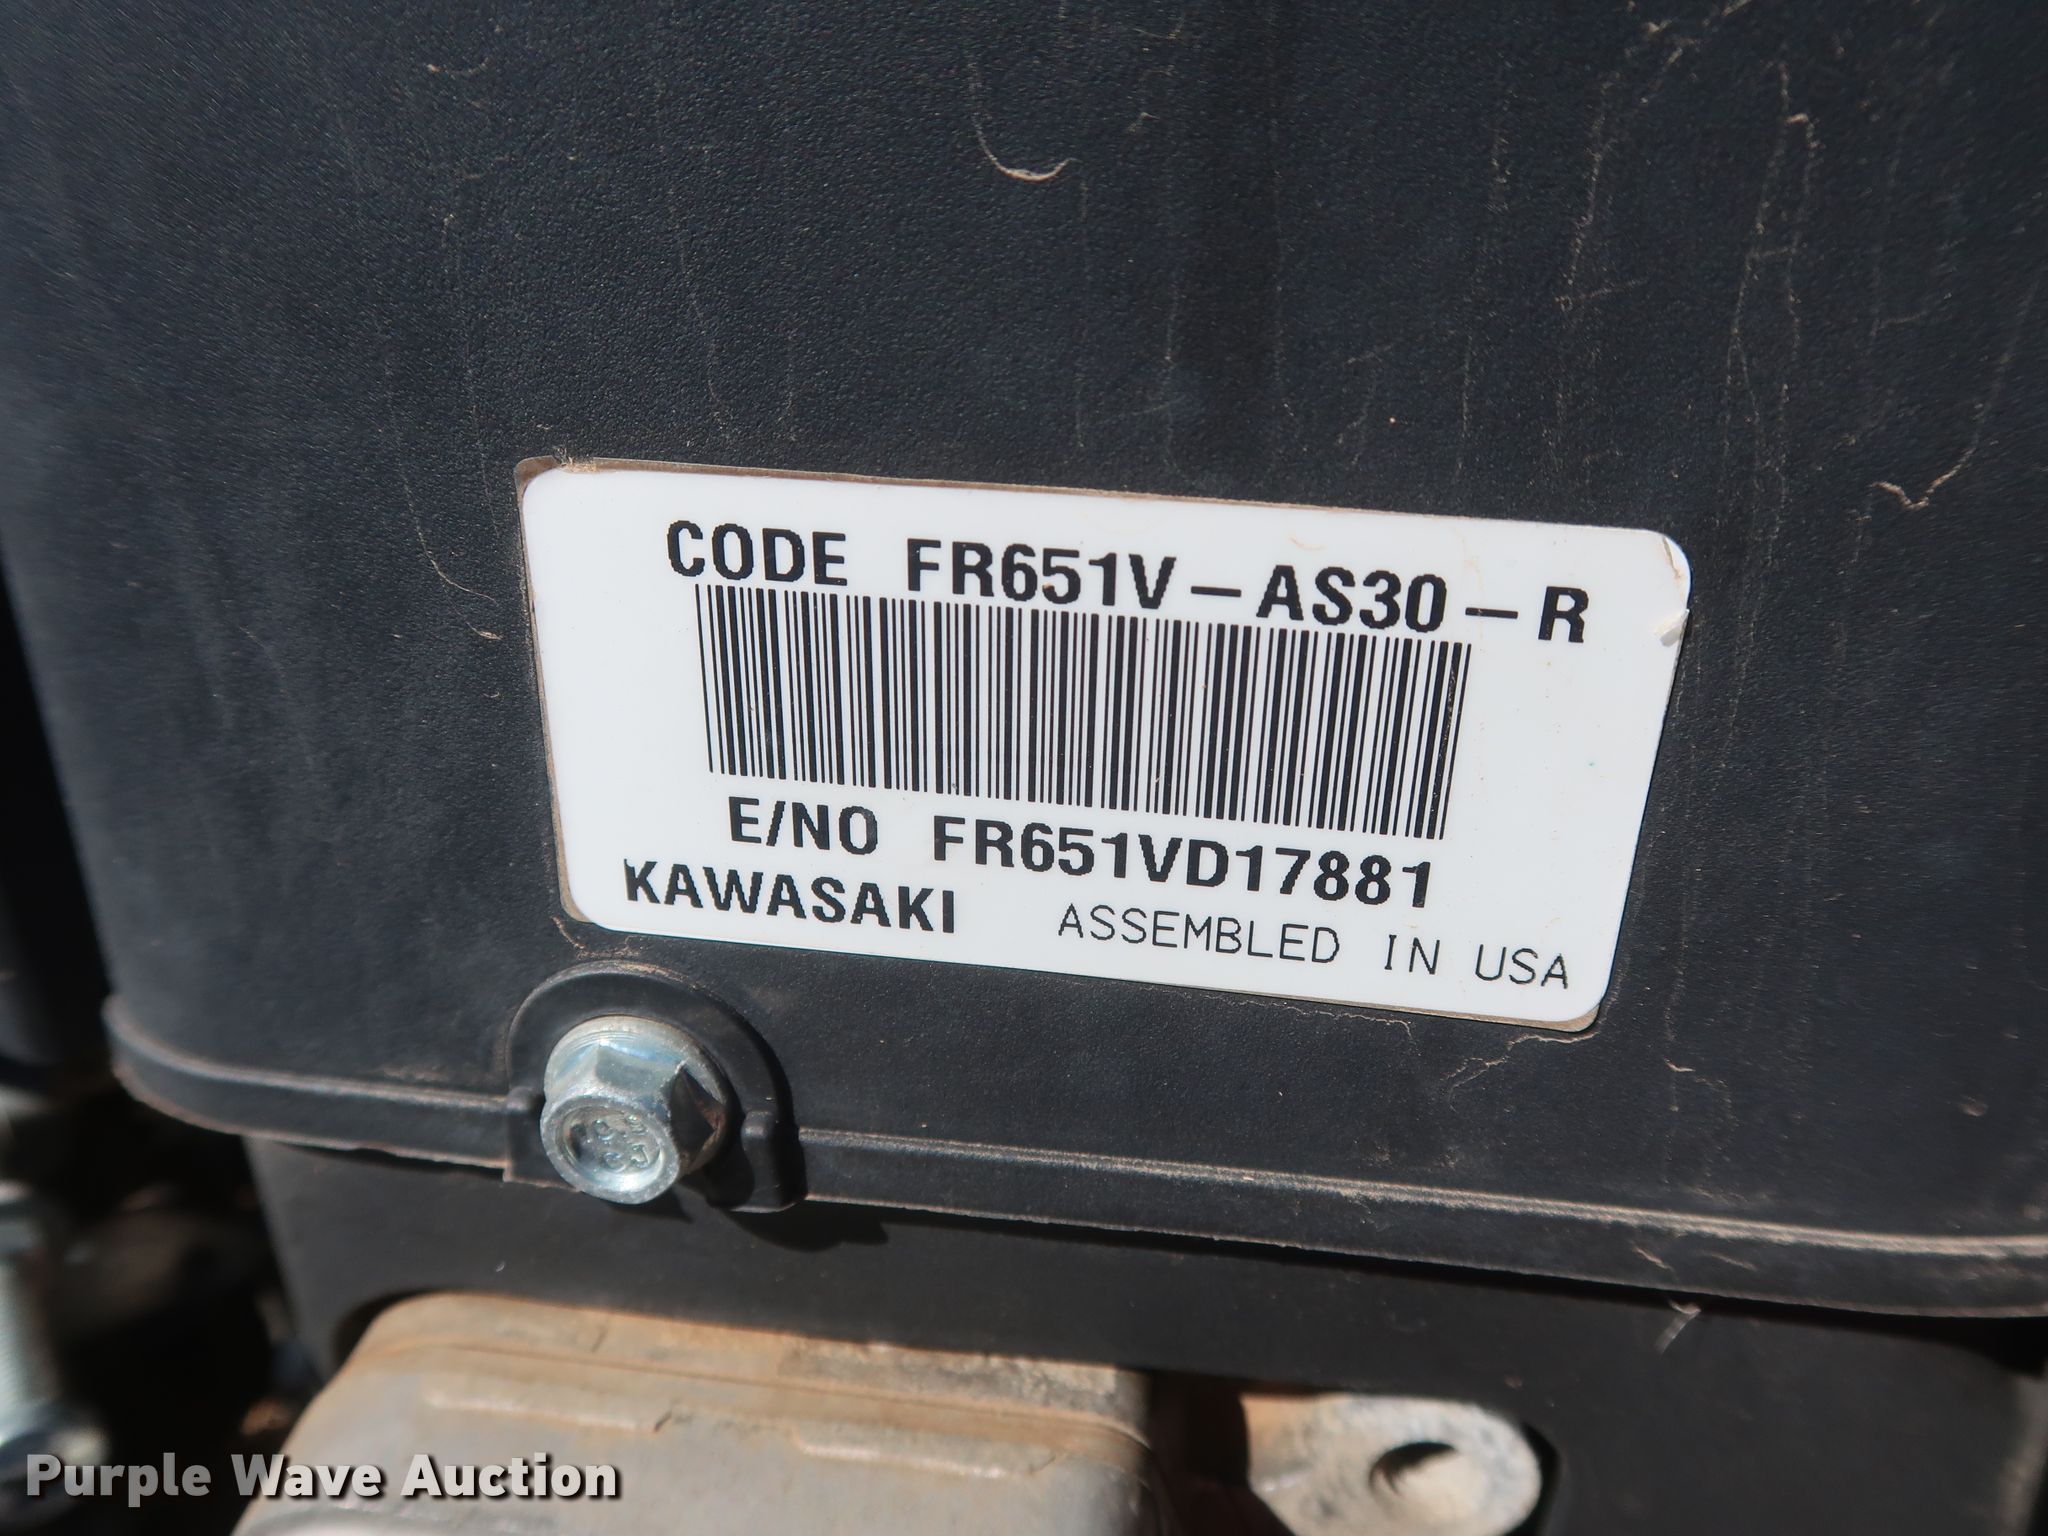 CODE FR651V-AS30-R
E/NO FR651VD17881
KAWASAKI ASSEMBLED IN USA
Purple Wave Auction